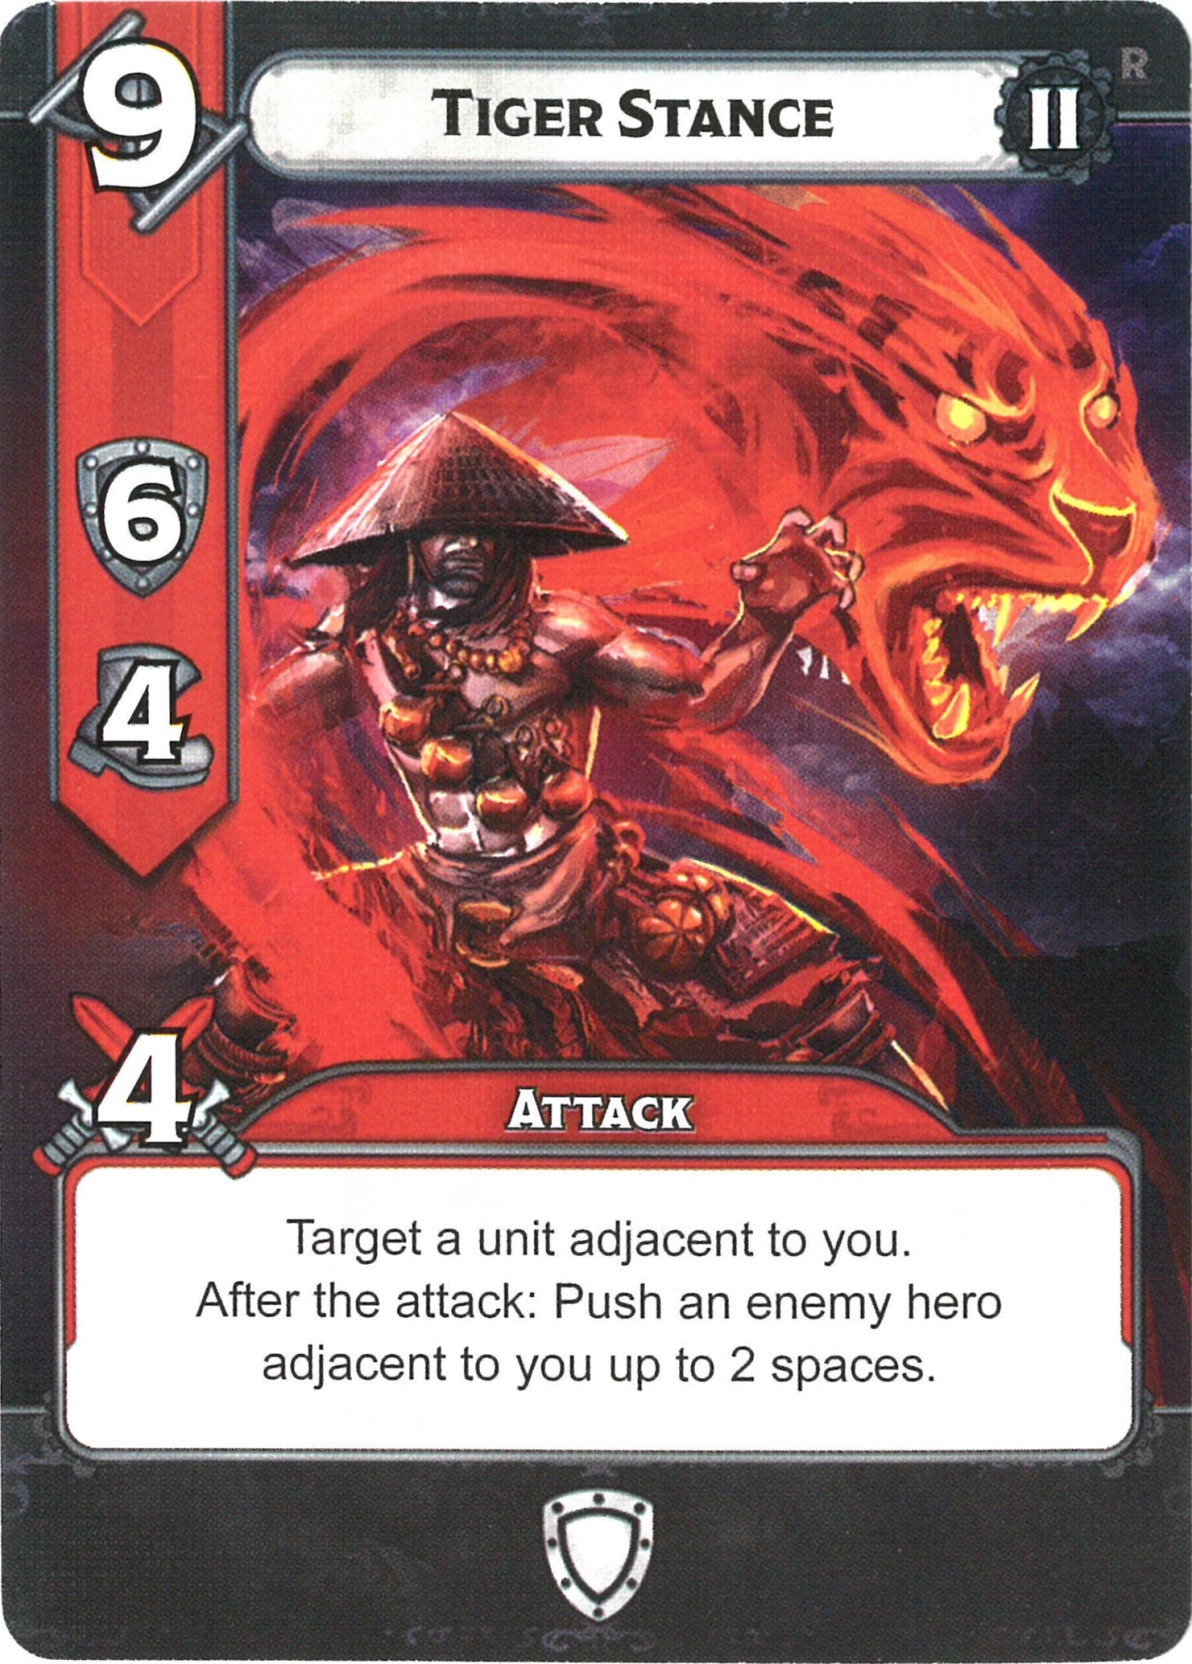 9
TIGER STANCE
II
R
6
4
4
ATTACK
Target a unit adjacent to you.
After the attack: Push an enemy hero
adjacent to you up to 2 spaces.